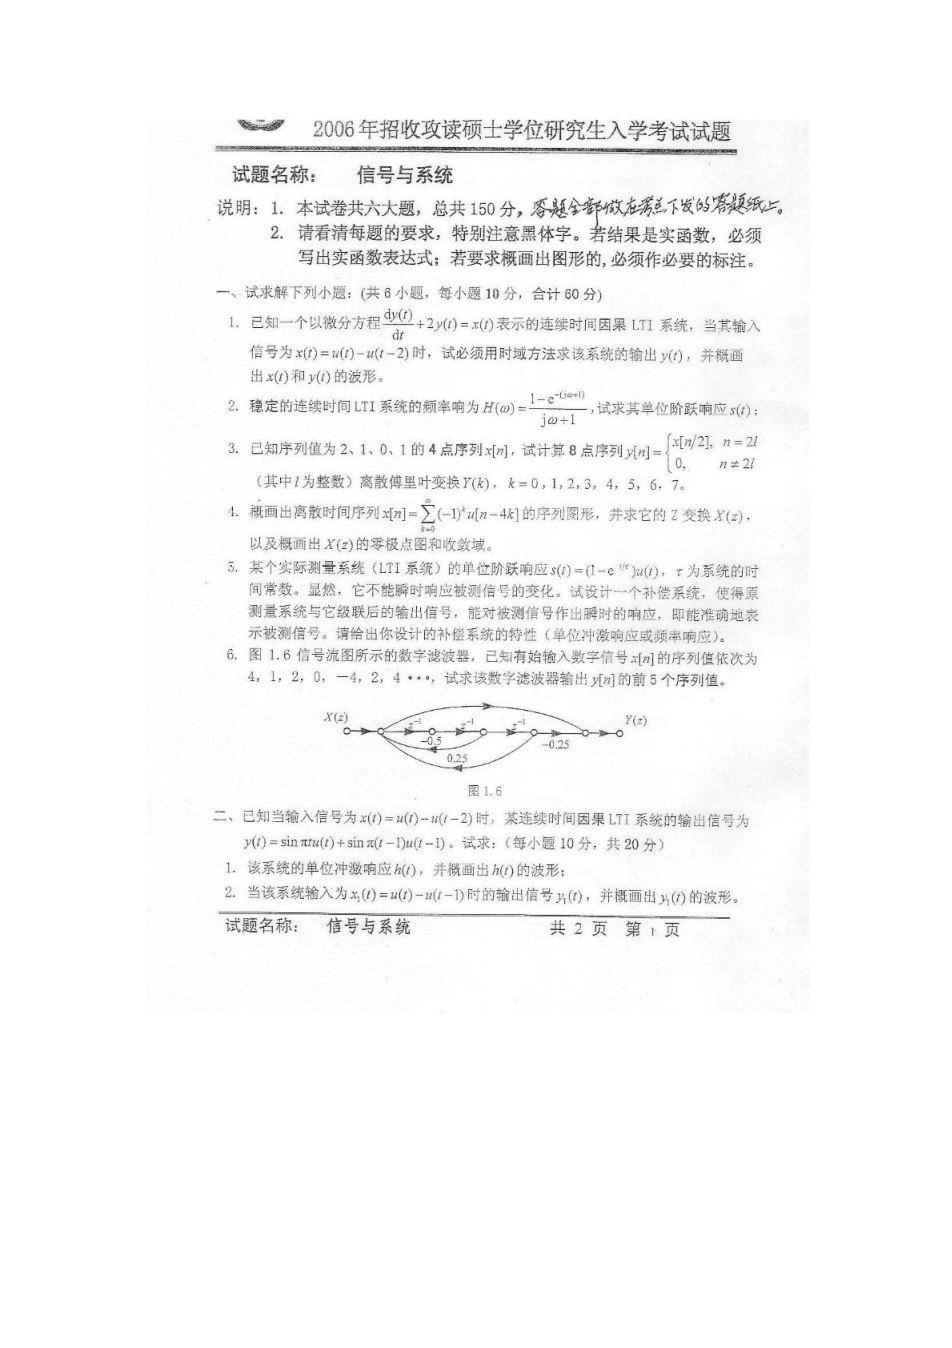 2006年招收攻读硕士学位研究生入学考试试题
试题名称： 信号与系统
说明：1. 本试卷共六大题，总共150分，答题全部做在考点下发的答题纸上。
2. 请看清每题的要求，特别注意黑体字。若结果是实函数，必须
写出实函数表达式；若要求概画出图形的,必须作必要的标注。
一、试求解下列小题：(共6小题，每小题10分，合计60分)
1. 已知一个以微分方程 dy(t)/dt+2y(t)=x(t)表示的连续时间因果LTI系统，当其输入
信号为x(t)=u(t)-u(t-2)时，试必须用时域方法求该系统的输出y(t)，并概画
出x(t)和y(t)的波形。
2. 稳定的连续时间LTI系统的频率响为H(ω)=(1-e^{-(jω+1)})/(jω+1),试求其单位阶跃响应s(t)；
3. 已知序列值为2、1、0、1的4点序列x[n]，试计算8点序列y[n]={x[n/2], n=2l
0, n≠2l
（其中l为整数）离散傅里叶变换Y(k)，k=0,1,2,3, 4, 5, 6, 7。
4. 概画出离散时间序列x[n]=∑_{k=0}^{∞}(-1)^k u[n-4k]的序列图形，并求它的Z变换X(z)，
以及概画出X(z)的零极点图和收敛域。
5. 某个实际测量系统（LTI系统）的单位阶跃响应s(t)=(1-e^{-t/τ})u(t)，τ为系统的时
间常数。显然，它不能瞬时响应被测信号的变化。试设计一个补偿系统，使得原
测量系统与它级联后的输出信号，能对被测信号作出瞬时的响应，即能准确地表
示被测信号。请给出你设计的补偿系统的特性（单位冲激响应或频率响应）。
6. 图1.6信号流图所示的数字滤波器，已知有始输入数字信号x[n]的序列值依次为
4，1，2，0，—4，2，4 •••，试求该数字滤波器输出y[n]的前5个序列值。
X(z) z^{-1} z^{-1} z^{-1} Y(z)
-0.5 -0.25
0.25
图1.6
二、已知当输入信号为x(t)=u(t)-u(t-2)时，某连续时间因果LTI系统的输出信号为
y(t)=sin πtu(t)+sin π(t-1)u(t-1)。试求：（每小题10分，共20分）
1. 该系统的单位冲激响应h(t)，并概画出h(t)的波形；
2. 当该系统输入为x₁(t)=u(t)-u(t-1)时的输出信号y₁(t)，并概画出y₁(t)的波形。
试题名称： 信号与系统 共 2 页 第 1 页